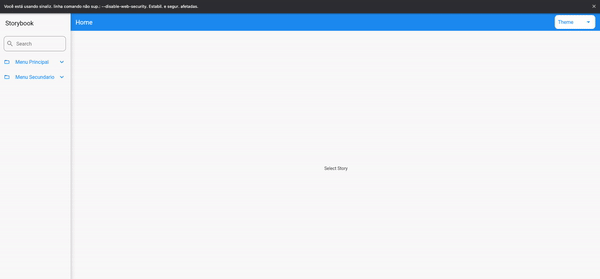 Você está usando sinaliz. linha comando não sup.: --disable-web-security. Estabil. e segur. afetadas.
Storybook
Home
Theme
Search
Menu Principal
Menu Secundario
Select Story